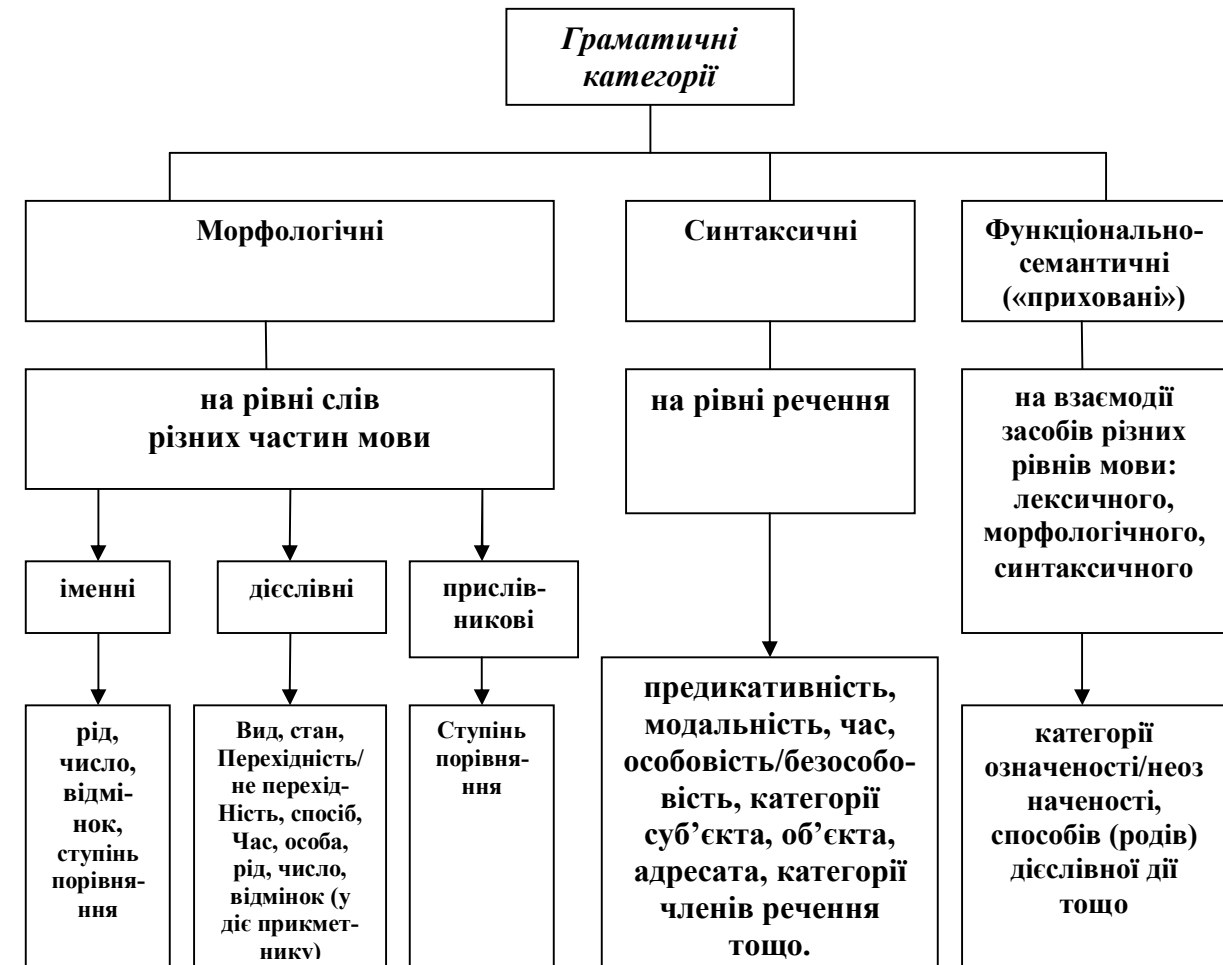 Граматичні
категорії
Морфологічні
Синтаксичні
Функціонально-
семантичні
(«приховані»)
на рівні слів
різних частин мови
на рівні речення
на взаємодії
засобів різних
рівнів мови:
лексичного,
морфологічного,
синтаксичного
іменні
дієслівні
прислів-
никові
рід,
число,
відмі-
нок,
ступінь
порівня-
ння
Вид, стан,
Перехідність/
не перехід-
Ність, спосіб,
Час, особа,
рід, число,
відмінок (у
діє прикмет-
нику)
Ступінь
порівня-
ння
предикативність,
модальність, час,
особовість/безособо-
вість, категорії
суб’єкта, об’єкта,
адресата, категорії
членів речення
тощо.
категорії
означеності/неоз
наченості,
способів (родів)
дієслівної дії
тощо